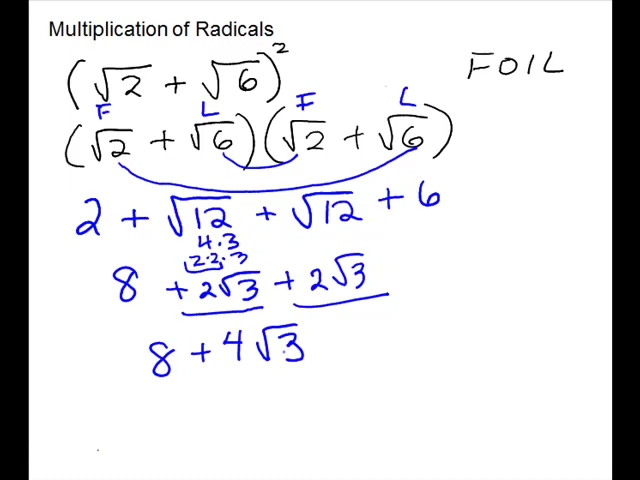 Multiplication of Radicals
(√2 + √6)²
FOIL
F L F L
(√2 + √6)(√2 + √6)
2 + √12 + √12 + 6
4·3
2·2·3
8 + 2√3 + 2√3
8 + 4√3